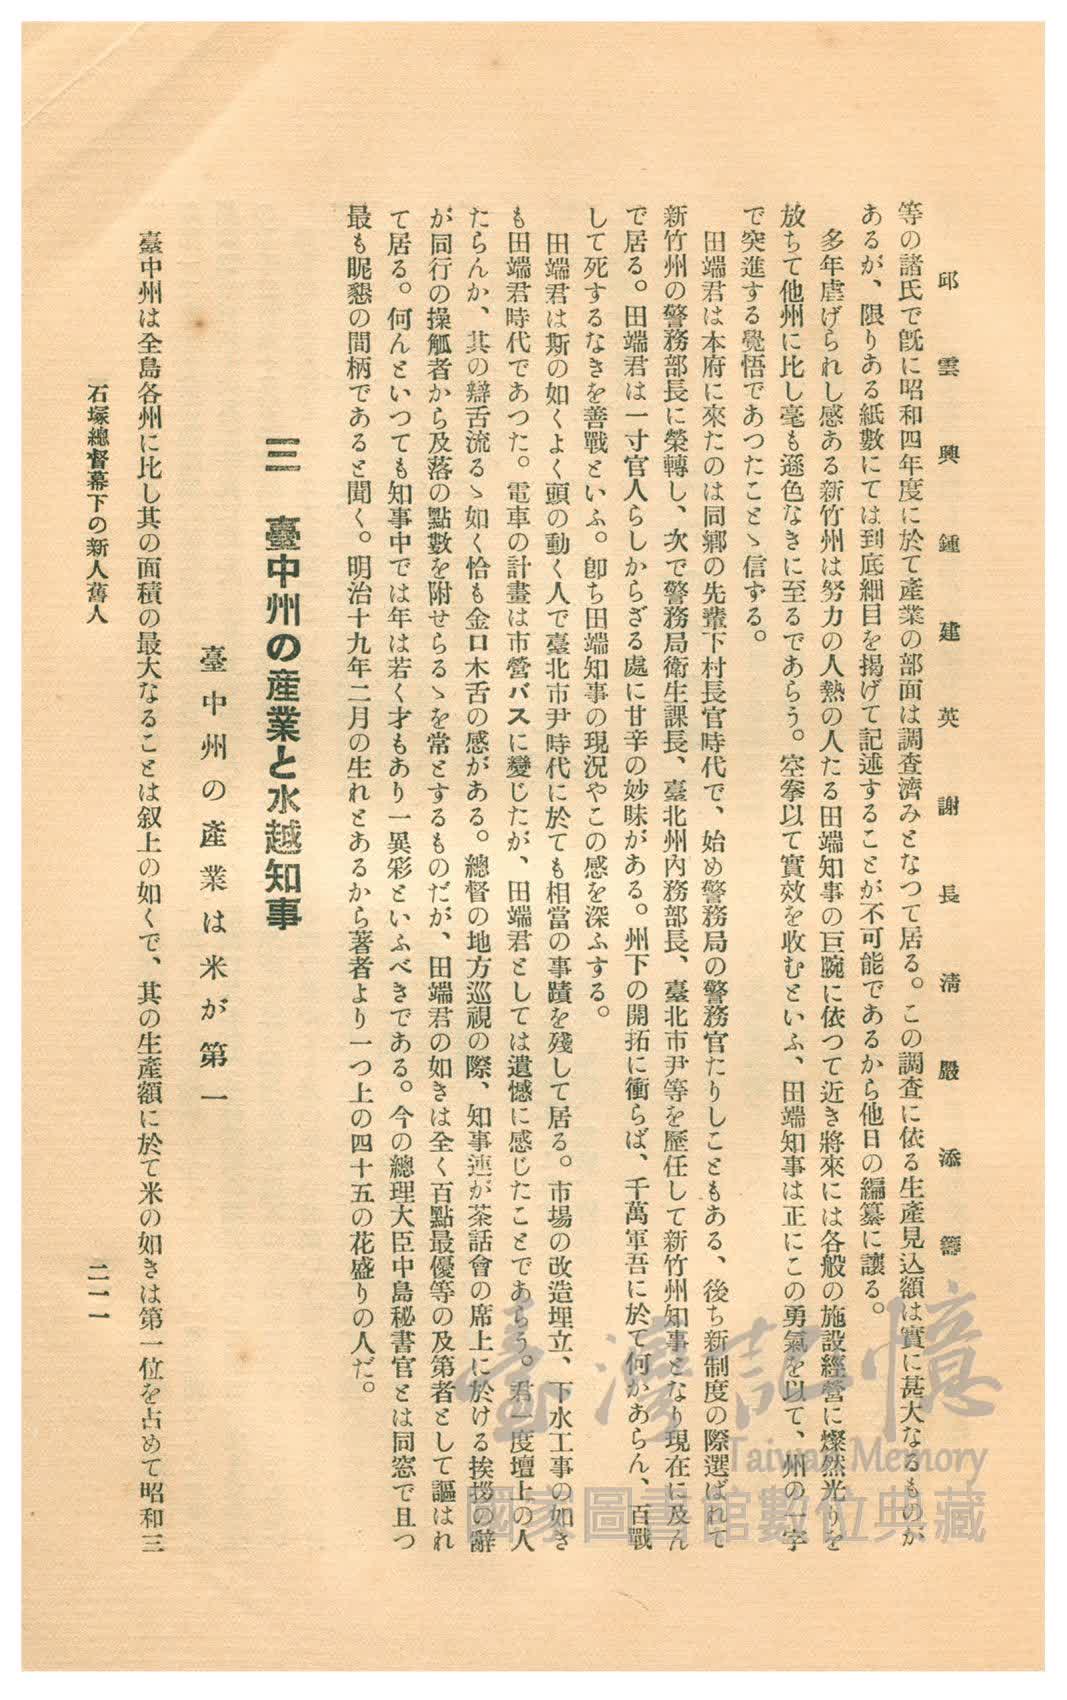 邱雲興　鍾建英　謝長淸　嚴添籌
等の諸氏で旣に昭和四年度に於て產業の部面は調査濟みとなつて居る。この調査に依る生產見込額は實に甚大なるものが
あるが、限りある紙數にては到底細目を揭げて記述することが不可能であるから他日の編纂に讓る。
多年虐げられし感ある新竹州は努力の人熱の人たる田端知事の巨腕に依つて近き將來には各般の施設經營に燦然光りを
放ちて他州に比し毫も遜色なきに至るであらう。空拳以て實效を收むといふ、田端知事は正にこの勇氣を以て、州の一字
で突進する覺悟であつたことゝ信ずる。
田端君は本府に來たのは同鄉の先輩下村長官時代で、始め警務局の警務官たりしこともある、後ち新制度の際選ばれて
新竹州の警務部長に榮轉し、次で警務局衛生課長、臺北州內務部長、臺北市尹等を歷任して新竹州知事となり現在に及ん
で居る。田端君は一寸官人らしからざる處に甘辛の妙味がある。州下の開拓に衝らば、千萬軍吾に於て何かあらん、百戰
して死するなきを善戰といふ。卽ち田端知事の現況やこの感を深ふする。
田端君は斯の如くよく頭の動く人で臺北市尹時代に於ても相當の事蹟を殘して居る。市場の改造埋立、下水工事の如き
も田端君時代であつた。電車の計畫は市營バスに變じたが、田端君としては遺憾に感じたことであらう。君一度壇上の人
たらんか、其の辯舌流るゝ如く恰も金口木舌の感がある。總督の地方巡視の際、知事連が茶話會の席上に於ける挨拶の辭
が同行の操觚者から及落の點數を附せらるゝを常とするものだが、田端君の如きは全く百點最優等の及第者として謳はれ
て居る。何んといつても知事中では年は若く才もあり一異彩といふべきである。今の總理大臣中島秘書官とは同窓で且つ
最も昵懇の間柄であると聞く。明治十九年二月の生れとあるから著者より一つ上の四十五の花盛りの人だ。
三　臺中州の產業と水越知事
臺中州の產業は米が第一
臺中州は全島各州に比し其の面積の最大なることは叙上の如くで、其の生產額に於て米の如きは第一位を占めて昭和三
石塚總督幕下の新人舊人
二一一
臺灣記憶
Taiwan Memory
國家圖書館數位典藏